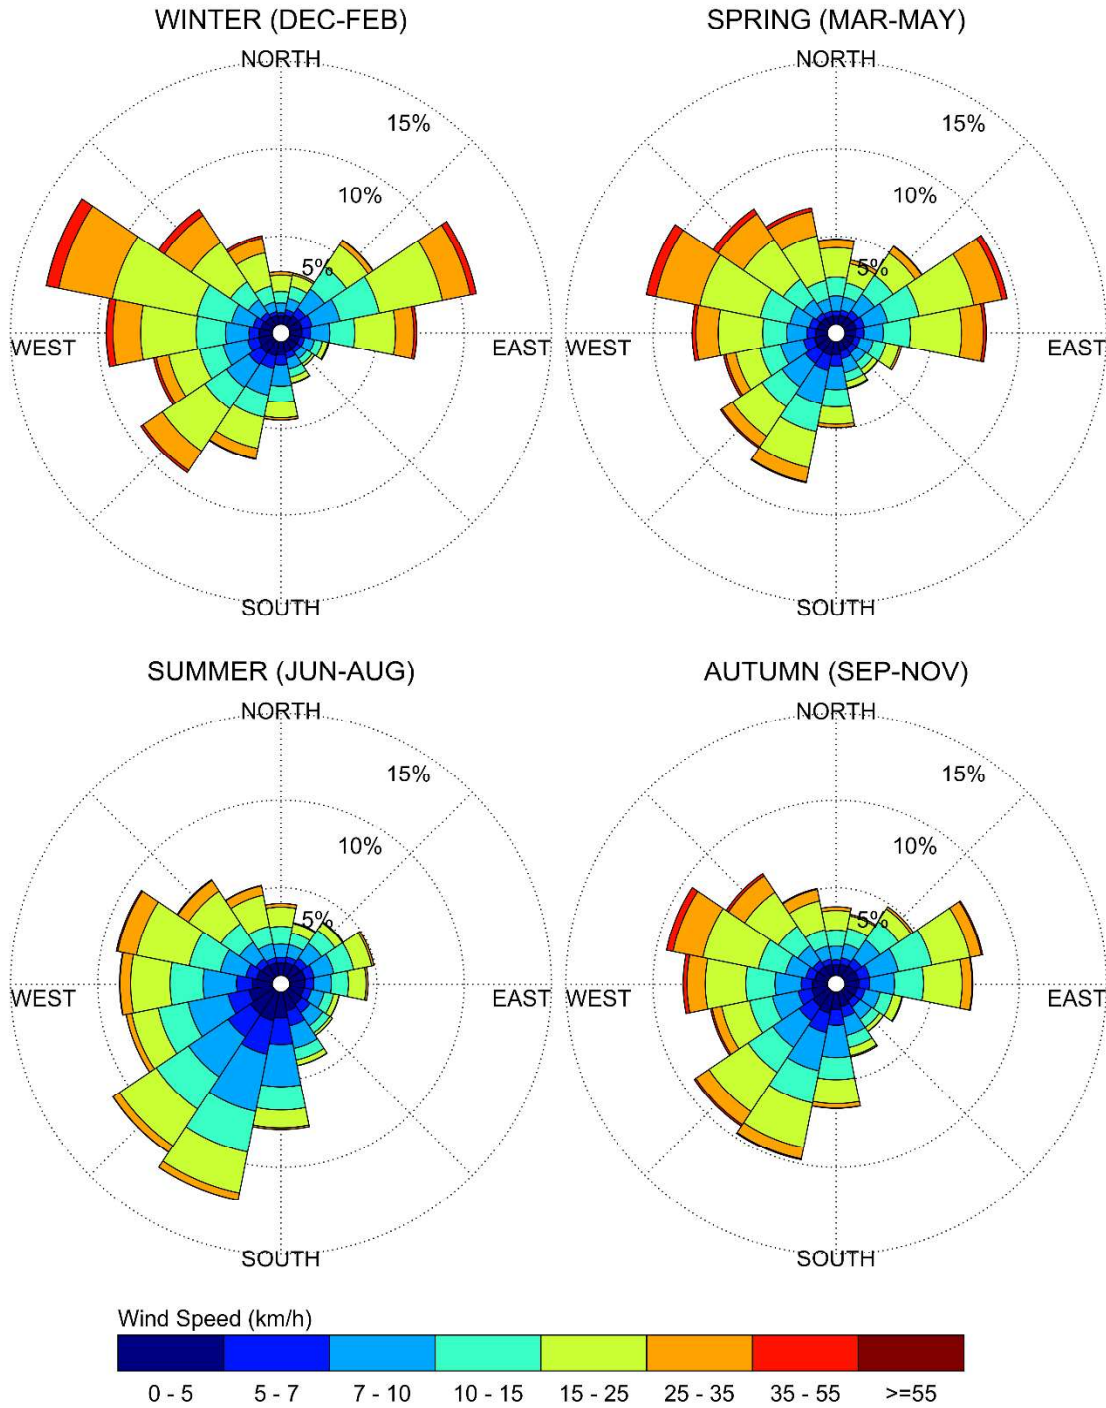 WINTER (DEC-FEB)
NORTH
15%
10%
5%
WEST
EAST
SOUTH
SPRING (MAR-MAY)
NORTH
15%
10%
5%
WEST
EAST
SOUTH
SUMMER (JUN-AUG)
NORTH
15%
10%
5%
WEST
EAST
SOUTH
AUTUMN (SEP-NOV)
NORTH
15%
10%
5%
WEST
EAST
SOUTH
Wind Speed (km/h)
0 - 5 5 - 7 7 - 10 10 - 15 15 - 25 25 - 35 35 - 55 >=55